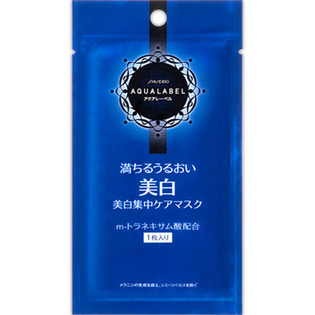 SHISEIDO
AQUALABEL
アクアレーベル
満ちるうるおい
美白
美白集中ケアマスク
m-トラネキサム酸配合
1枚入り
メラニンの生成を抑え、シミ・ソバカスを防ぐ